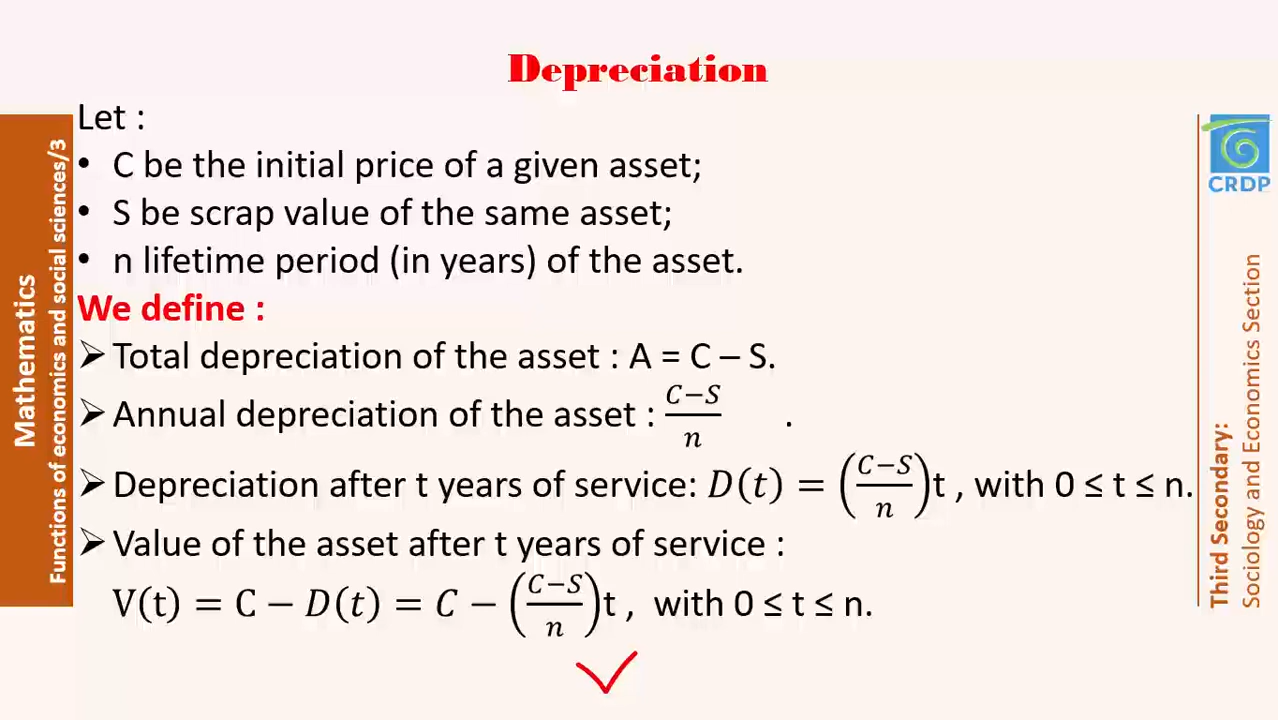 Depreciation
Let :
• C be the initial price of a given asset;
• S be scrap value of the same asset;
• n lifetime period (in years) of the asset.
We define :
➢ Total depreciation of the asset : A = C – S.
➢ Annual depreciation of the asset : \frac{C−S}{n} .
➢ Depreciation after t years of service: D(t) = (\frac{C−S}{n})t , with 0 ≤ t ≤ n.
➢ Value of the asset after t years of service :
V(t) = C − D(t) = C − (\frac{C−S}{n})t , with 0 ≤ t ≤ n.
Mathematics
Functions of economics and social sciences/3
CRDP
Third Secondary:
Sociology and Economics Section